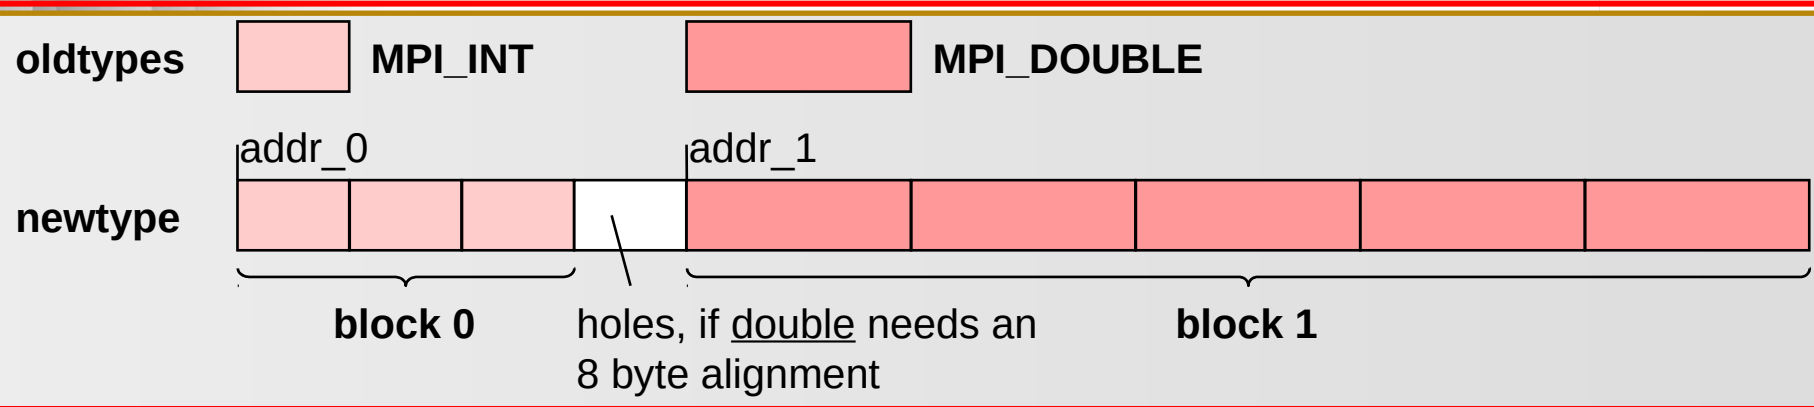 oldtypes MPI_INT MPI_DOUBLE
addr_0 addr_1
newtype
block 0 holes, if double needs an block 1
8 byte alignment